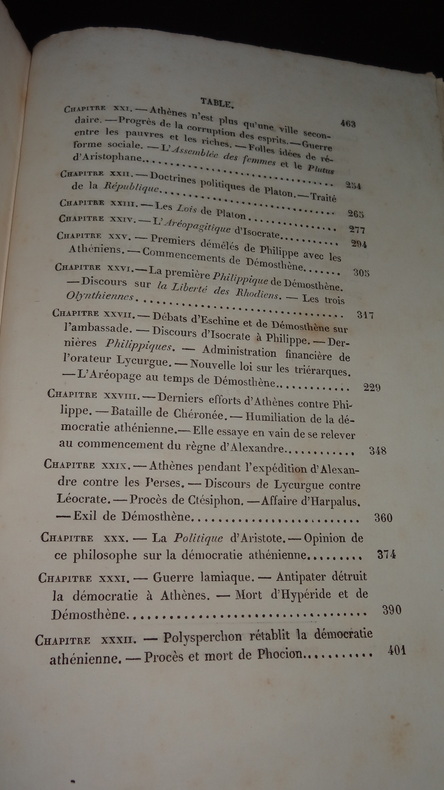 TABLE. 463
CHAPITRE XXI. — Athènes n'est plus qu'une ville secon-
daire. — Progrès de la corruption des esprits. — Guerre
entre les pauvres et les riches. — Folles idées de ré-
forme sociale. — L'Assemblée des femmes et le Plutus
d'Aristophane.............................. 254
CHAPITRE XXII. — Doctrines politiques de Platon. — Traité
de la République.............................. 265
CHAPITRE XXIII. — Les Lois de Platon.............. 277
CHAPITRE XXIV. — L'Aréopagitique d'Isocrate.......... 294
CHAPITRE XXV. — Premiers démêlés de Philippe avec les
Athéniens. — Commencements de Démosthène....... 305
CHAPITRE XXVI. — La première Philippique de Démosthène.
— Discours sur la Liberté des Rhodiens. — Les trois
Olynthiennes.............................. 317
CHAPITRE XXVII. — Débats d'Eschine et de Démosthène sur
l'ambassade. — Discours d'Isocrate à Philippe. — Der-
nières Philippiques. — Administration financière de
l'orateur Lycurgue. — Nouvelle loi sur les triérarques.
— L'Aréopage au temps de Démosthène............ 229
CHAPITRE XXVIII. — Derniers efforts d'Athènes contre Phi-
lippe. — Bataille de Chéronée. — Humiliation de la dé-
mocratie athénienne. — Elle essaye en vain de se relever
au commencement du règne d'Alexandre........... 348
CHAPITRE XXIX. — Athènes pendant l'expédition d'Alexan-
dre contre les Perses. — Discours de Lycurgue contre
Léocrate. — Procès de Ctésiphon. — Affaire d'Harpalus.
— Exil de Démosthène.......................... 360
CHAPITRE XXX. — La Politique d'Aristote. — Opinion de
ce philosophe sur la démocratie athénienne......... 374
CHAPITRE XXXI. — Guerre lamiaque. — Antipater détruit
la démocratie à Athènes. — Mort d'Hypéride et de
Démosthène.................................. 390
CHAPITRE XXXII. — Polysperchon rétablit la démocratie
athénienne. — Procès et mort de Phocion.......... 401